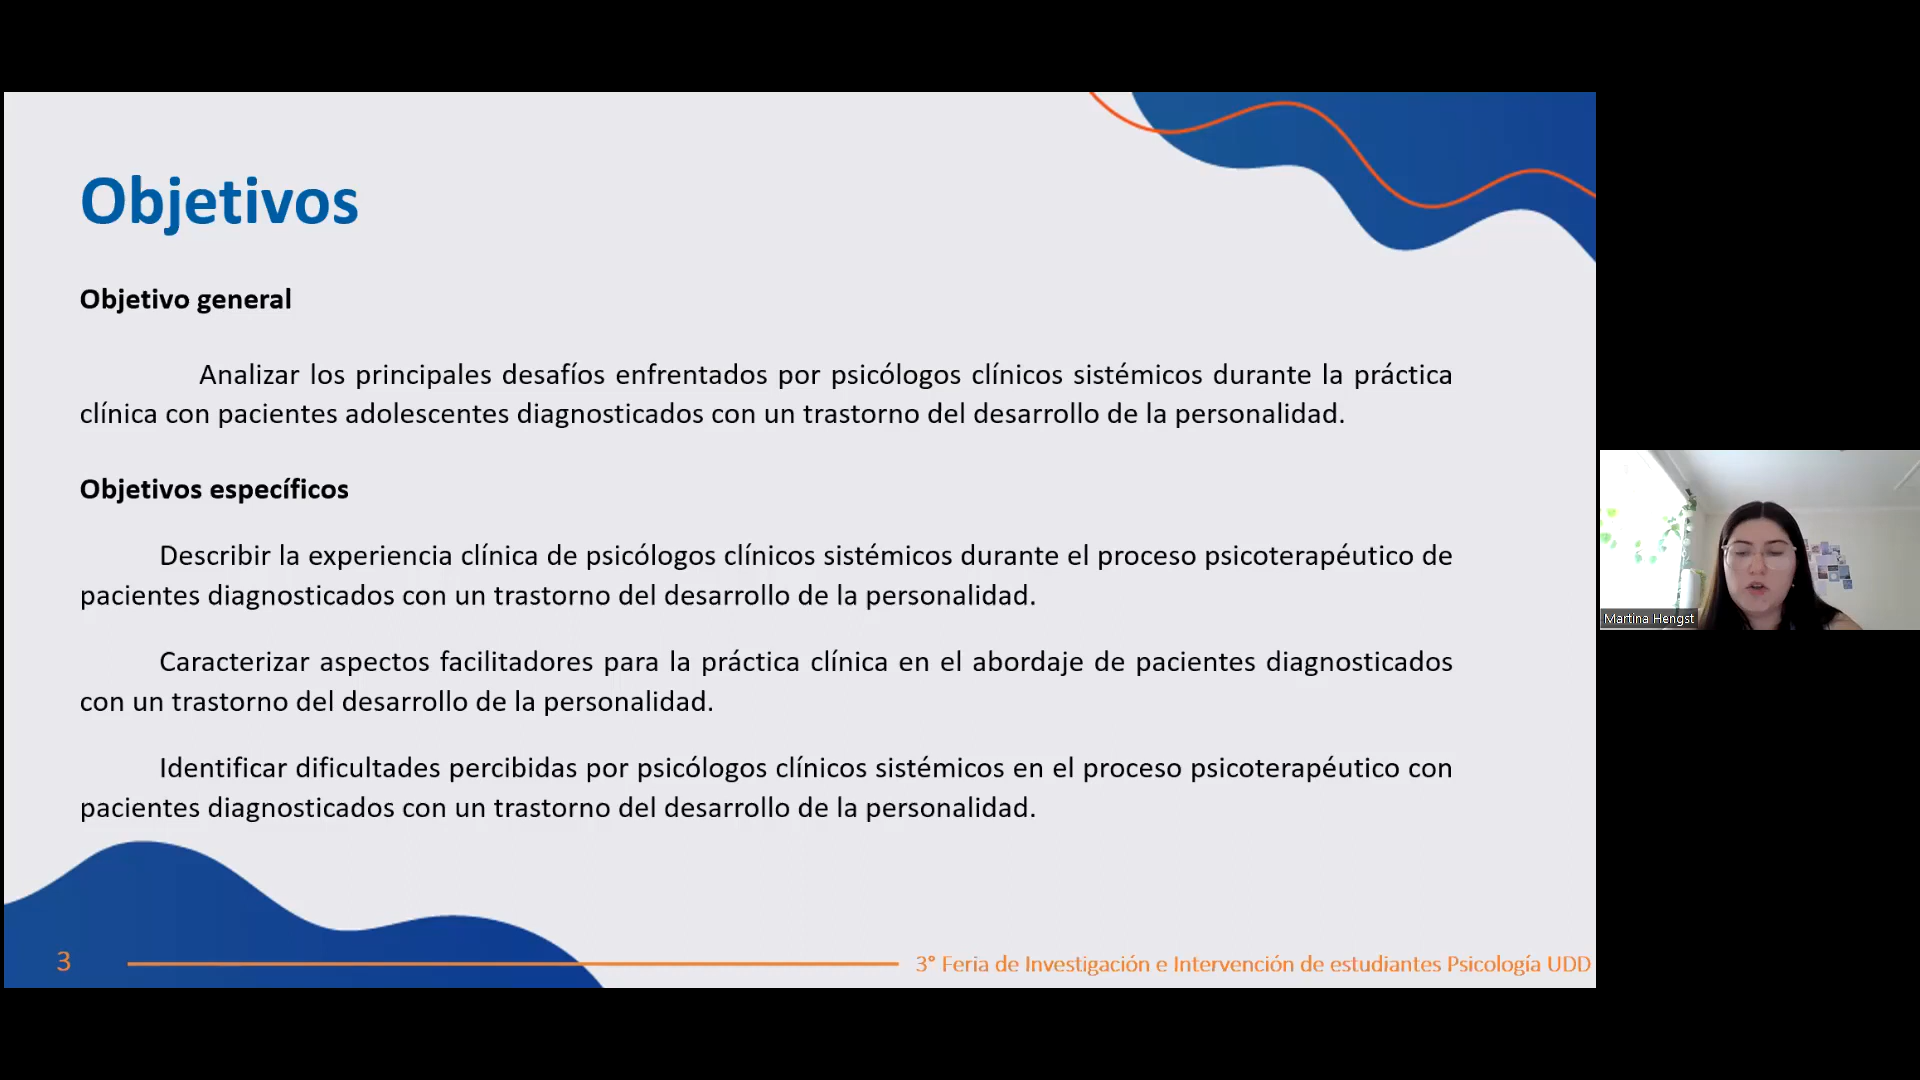 Objetivos
Objetivo general
Analizar los principales desafíos enfrentados por psicólogos clínicos sistémicos durante la práctica
clínica con pacientes adolescentes diagnosticados con un trastorno del desarrollo de la personalidad.
Objetivos específicos
Describir la experiencia clínica de psicólogos clínicos sistémicos durante el proceso psicoterapéutico de
pacientes diagnosticados con un trastorno del desarrollo de la personalidad.
Caracterizar aspectos facilitadores para la práctica clínica en el abordaje de pacientes diagnosticados
con un trastorno del desarrollo de la personalidad.
Identificar dificultades percibidas por psicólogos clínicos sistémicos en el proceso psicoterapéutico con
pacientes diagnosticados con un trastorno del desarrollo de la personalidad.
3
3° Feria de Investigación e Intervención de estudiantes Psicología UDD
Martina Hengst